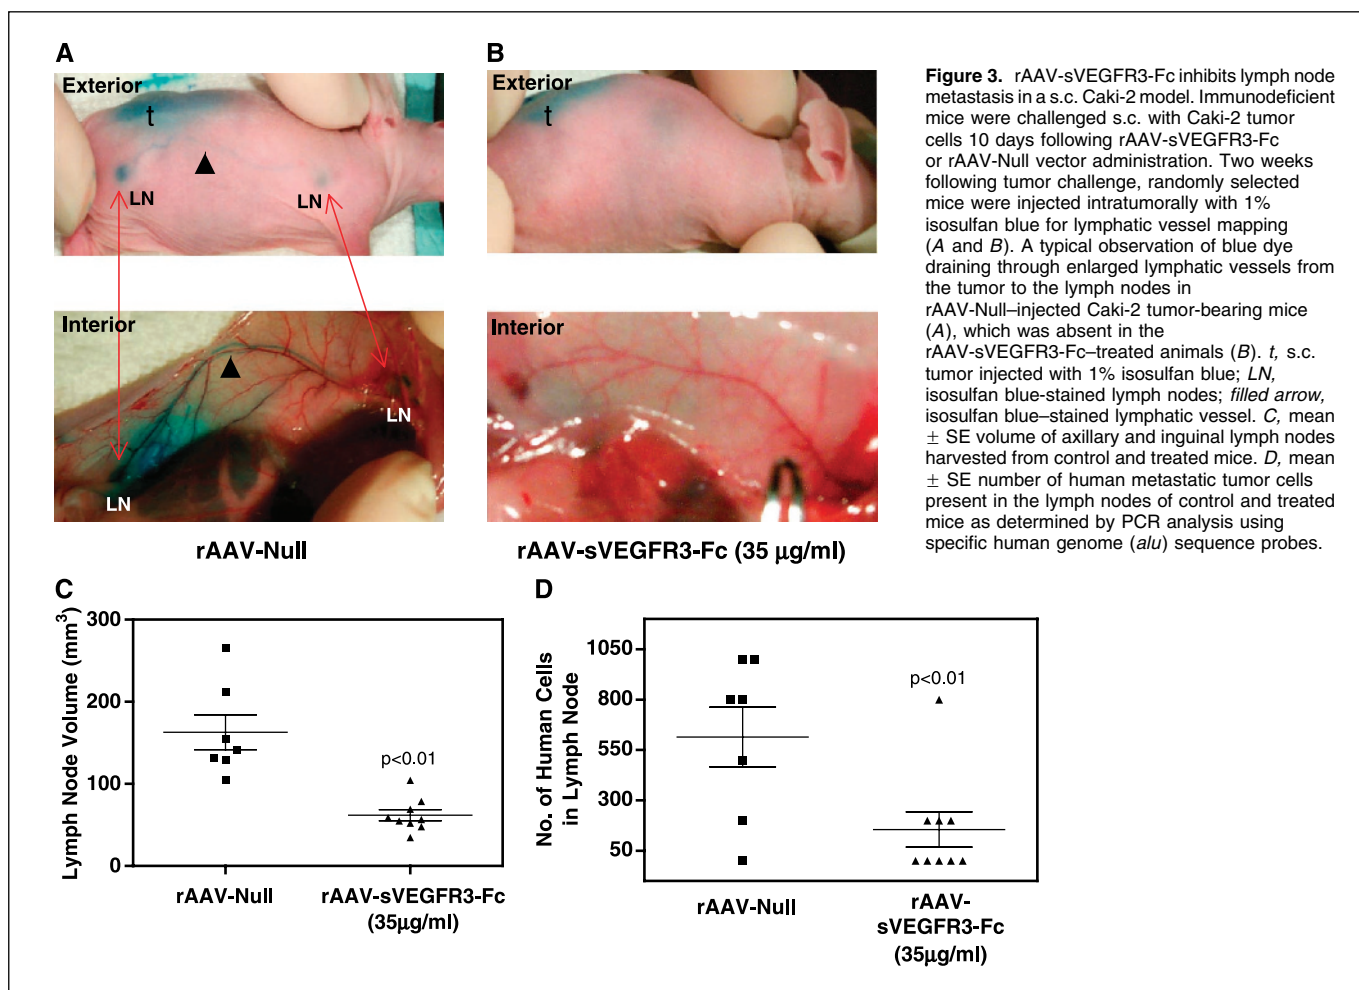 A
Exterior
t
LN
LN
Interior
LN
LN
rAAV-Null
B
Exterior
t
Interior
rAAV-sVEGFR3-Fc (35 µg/ml)
Figure 3. rAAV-sVEGFR3-Fc inhibits lymph node
metastasis in a s.c. Caki-2 model. Immunodeficient
mice were challenged s.c. with Caki-2 tumor
cells 10 days following rAAV-sVEGFR3-Fc
or rAAV-Null vector administration. Two weeks
following tumor challenge, randomly selected
mice were injected intratumorally with 1%
isosulfan blue for lymphatic vessel mapping
(A and B). A typical observation of blue dye
draining through enlarged lymphatic vessels from
the tumor to the lymph nodes in
rAAV-Null–injected Caki-2 tumor-bearing mice
(A), which was absent in the
rAAV-sVEGFR3-Fc–treated animals (B). t, s.c.
tumor injected with 1% isosulfan blue; LN,
isosulfan blue-stained lymph nodes; filled arrow,
isosulfan blue–stained lymphatic vessel. C, mean
± SE volume of axillary and inguinal lymph nodes
harvested from control and treated mice. D, mean
± SE number of human metastatic tumor cells
present in the lymph nodes of control and treated
mice as determined by PCR analysis using
specific human genome (alu) sequence probes.
C
Lymph Node Volume (mm³)
300
200
100
0
p<0.01
rAAV-Null
rAAV-sVEGFR3-Fc
(35µg/ml)
D
No. of Human Cells
in Lymph Node
1050
800
550
300
50
p<0.01
rAAV-Null
rAAV-
sVEGFR3-Fc
(35µg/ml)